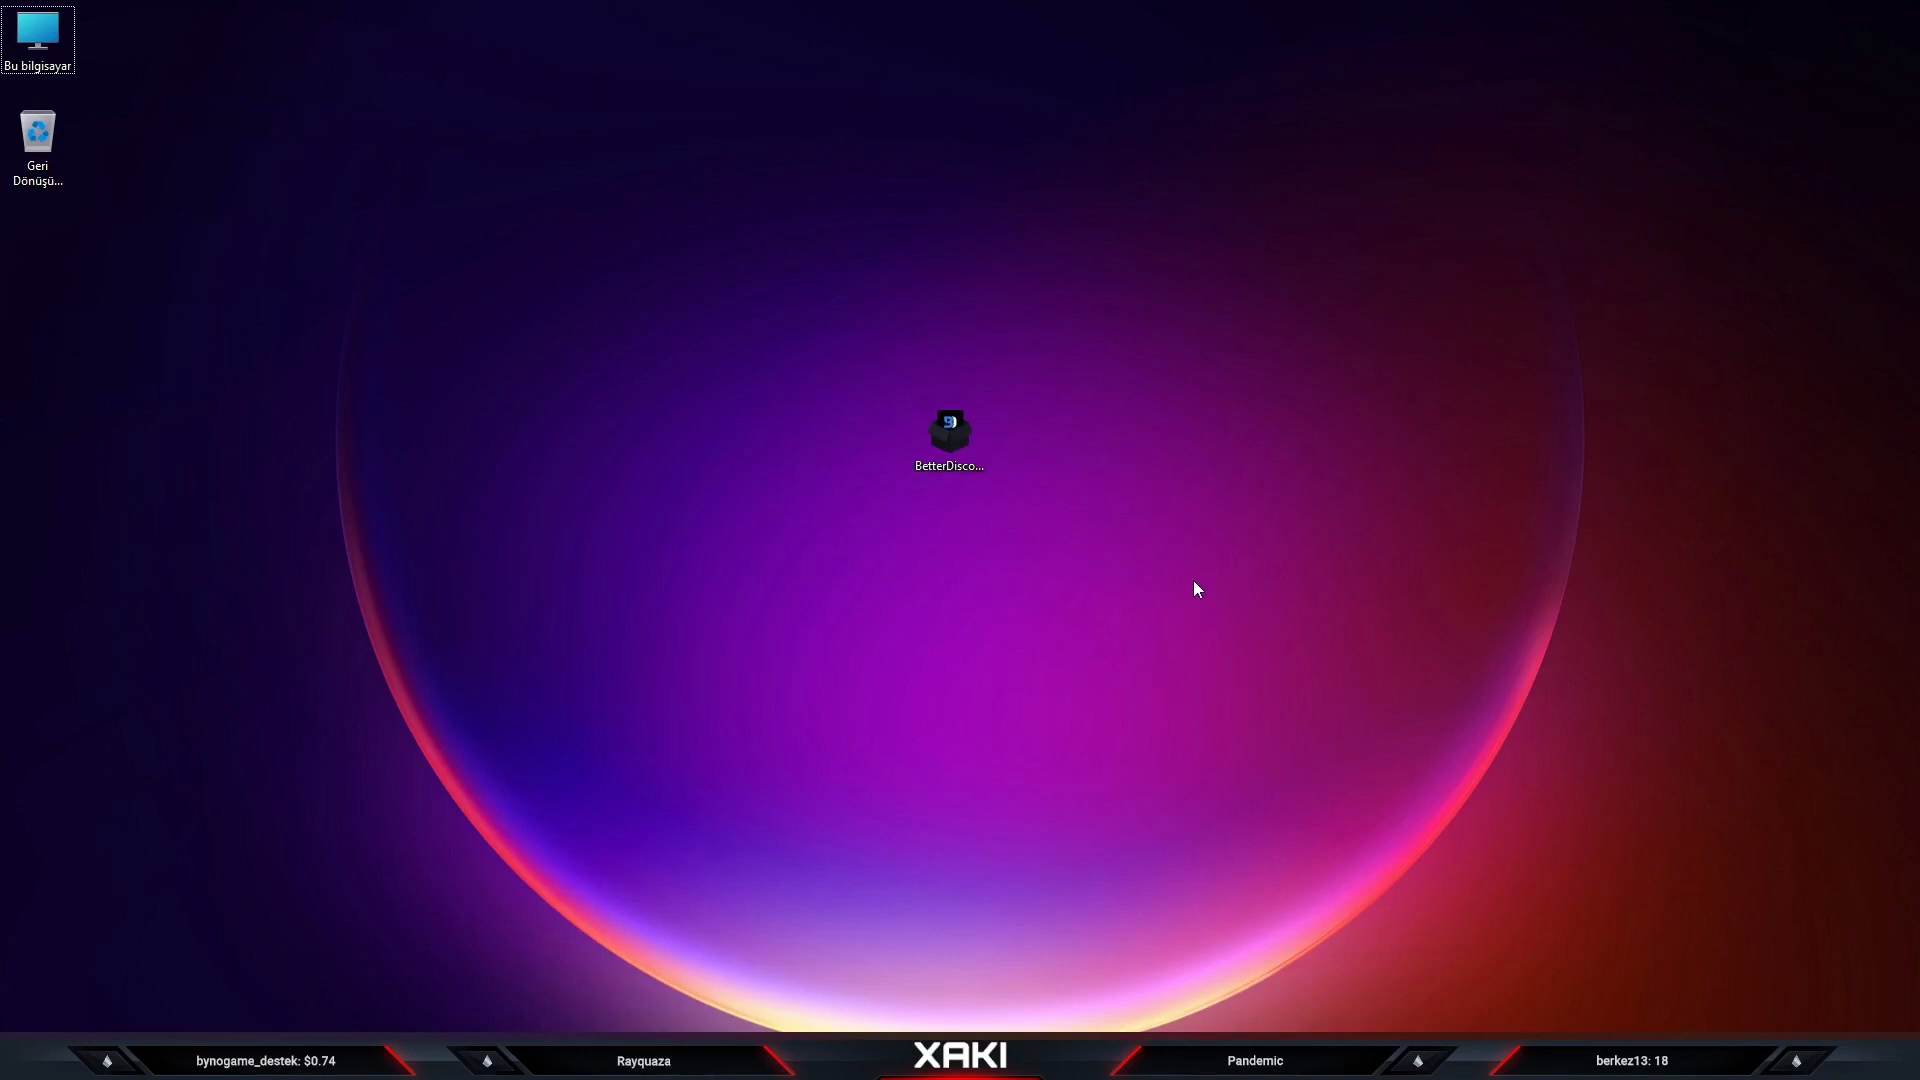 Bu bilgisayar
Geri
Dönüşü...
BetterDisco...
bynogame_destek: $0.74
Rayquaza
XAKI
Pandemic
berkez13: 18